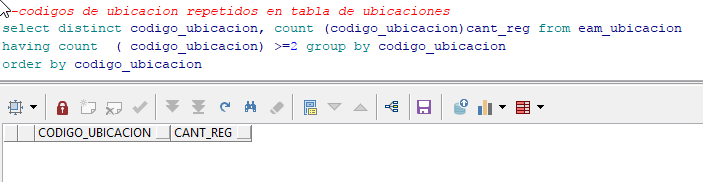 --codigos de ubicacion repetidos en tabla de ubicaciones
select distinct codigo_ubicacion, count (codigo_ubicacion)cant_reg from eam_ubicacion
having count  ( codigo_ubicacion) >=2 group by codigo_ubicacion
order by codigo_ubicacion
CODIGO_UBICACION CANT_REG